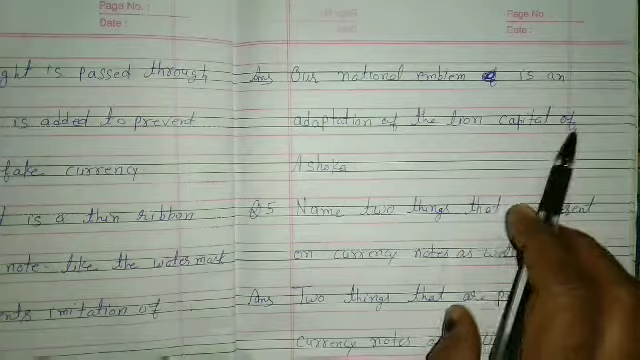 Page No. :
Date :
Page No. :
Date :
ght is passed through
is added to prevent
fake currency
is a thin ribbon
note. like the watermark
ents imitation of
Ans Our national emblem is an
adaptation of the lion capital of
Ashoka
Q5 Name two things that
on currency notes as
Ans Two things that are
currency notes